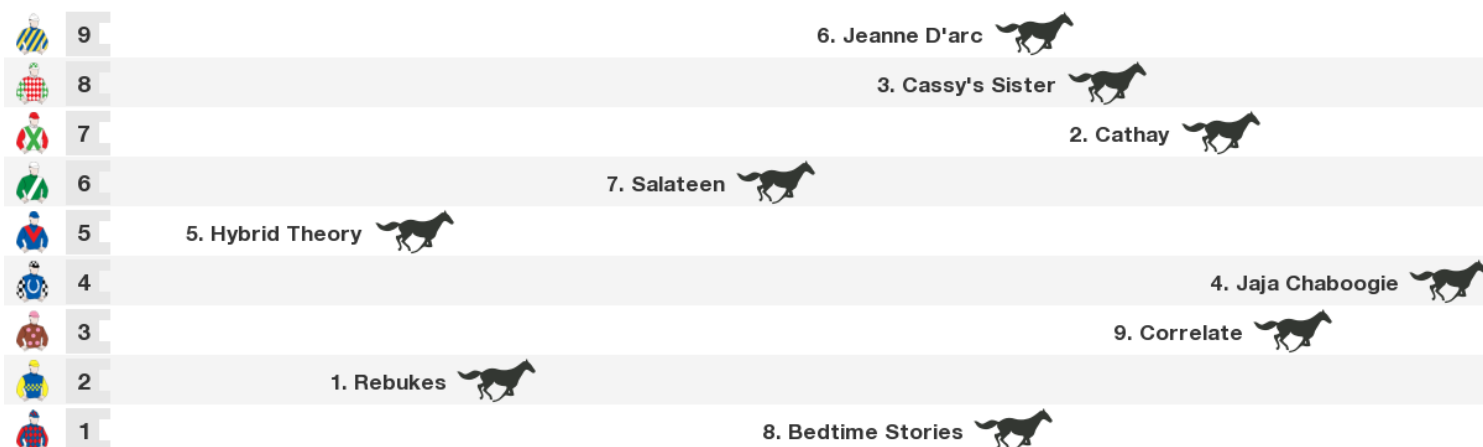 9 6. Jeanne D'arc
8 3. Cassy's Sister
7 2. Cathay
6 7. Salateen
5 5. Hybrid Theory
4 4. Jaja Chaboogie
3 9. Correlate
2 1. Rebukes
1 8. Bedtime Stories